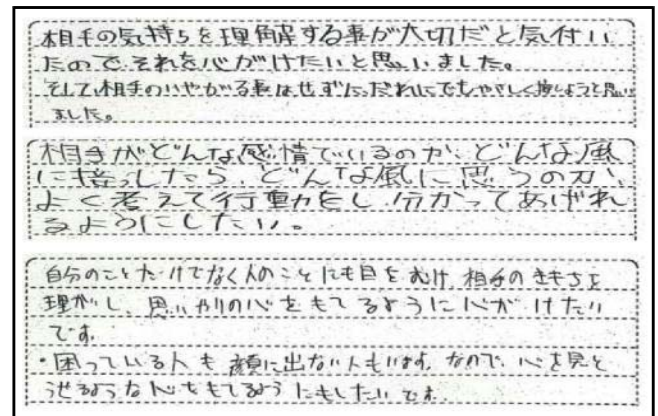 相手の気持ちを理解する事が大切だと気付い
たので、それを心がけたいと思いました。
そして、相手のいやがる事はせずに、だれにでもやさしく接しようと思い
ました。
相手がどんな感情でいるのか、どんな風
に接したら、どんな風に思うのか、
よく考えて行動をし、分かってあげれ
るようにしたい。
自分のことだけでなく人のことにも目をむけ、相手のきもちを
理かいし、思いやりの心をもてるように心がけたい
です。
・困っている人も顔に出ない人もいます。なので、心を見と
うせるような心をもてるようにもしたいです。